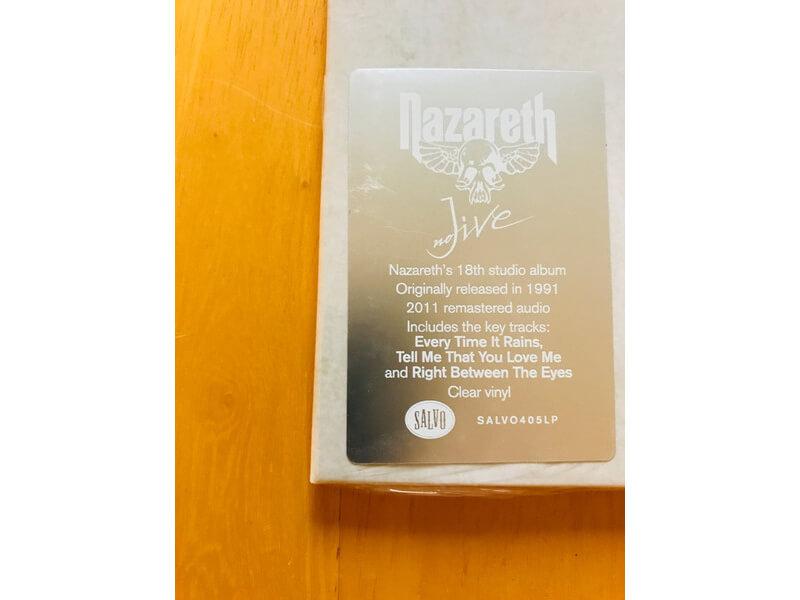 Nazareth
no Jive
Nazareth's 18th studio album
Originally released in 1991
2011 remastered audio
Includes the key tracks:
Every Time It Rains,
Tell Me That You Love Me
and Right Between The Eyes
Clear vinyl
SALVO SALVO405LP